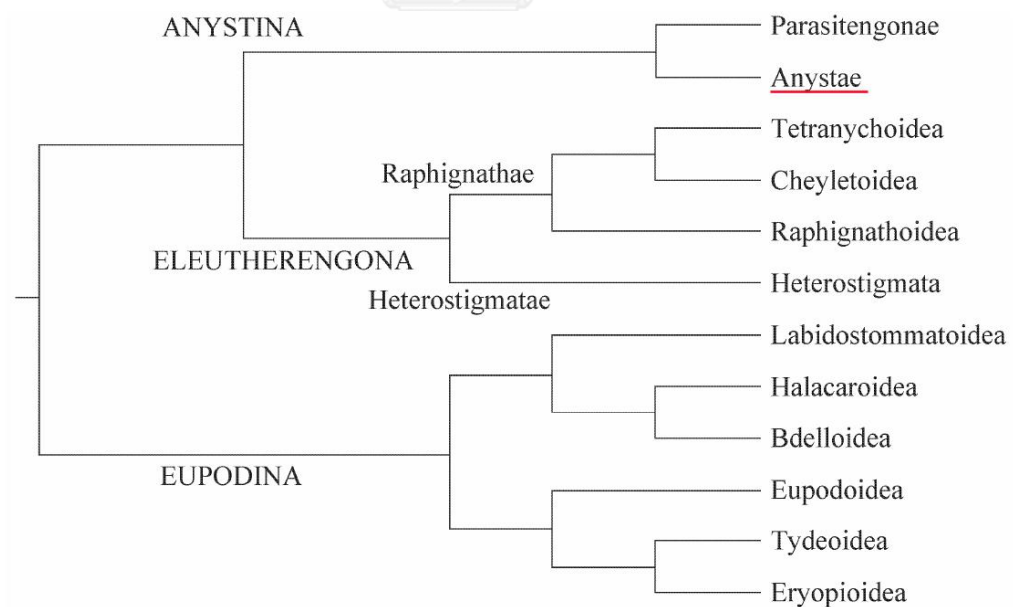 ANYSTINA
Parasitengonae
Anystae
Tetranychoidea
Raphignathae
Cheyletoidea
Raphignathoidea
ELEUTHERENGONA
Heterostigmata
Heterostigmatae
Labidostommatoidea
Halacaroidea
Bdelloidea
EUPODINA
Eupodoidea
Tydeoidea
Eryopioidea